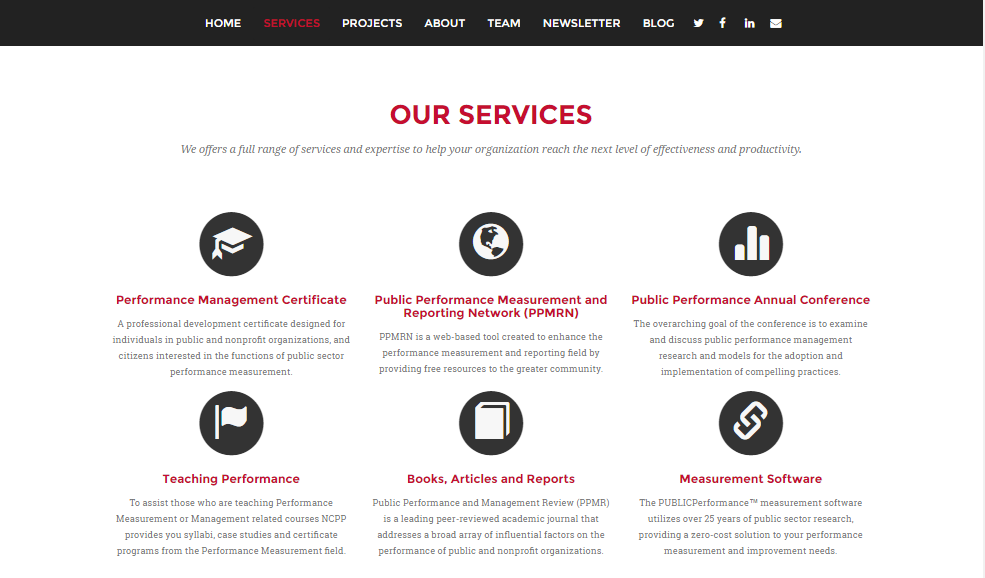 HOME SERVICES PROJECTS ABOUT TEAM NEWSLETTER BLOG
OUR SERVICES
We offers a full range of services and expertise to help your organization reach the next level of effectiveness and productivity.
Performance Management Certificate
A professional development certificate designed for
individuals in public and nonprofit organizations, and
citizens interested in the functions of public sector
performance measurement.
Public Performance Measurement and
Reporting Network (PPMRN)
PPMRN is a web-based tool created to enhance the
performance measurement and reporting field by
providing free resources to the greater community.
Public Performance Annual Conference
The overarching goal of the conference is to examine
and discuss public performance management
research and models for the adoption and
implementation of compelling practices.
Teaching Performance
To assist those who are teaching Performance
Measurement or Management related courses NCPP
provides you syllabi, case studies and certificate
programs from the Performance Measurement field.
Books, Articles and Reports
Public Performance and Management Review (PPMR)
is a leading peer-reviewed academic journal that
addresses a broad array of influential factors on the
performance of public and nonprofit organizations.
Measurement Software
The PUBLICPerformance™ measurement software
utilizes over 25 years of public sector research,
providing a zero-cost solution to your performance
measurement and improvement needs.